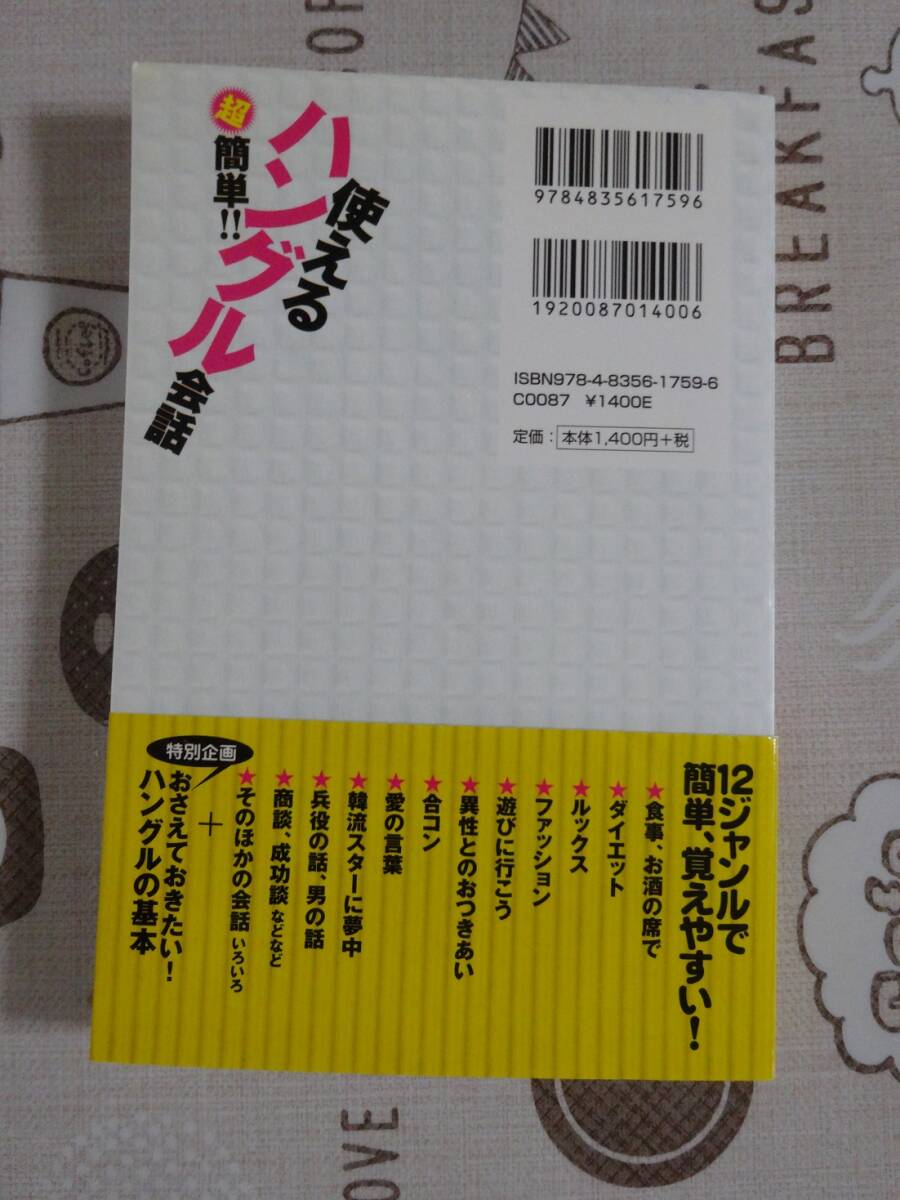 使える
ハングル
会話
超
簡単!!
9784835617596
1920087014006
ISBN978-4-8356-1759-6
C0087 ¥1400E
定価：本体1,400円+税
12ジャンルで
簡単、覚えやすい！
★食事、お酒の席で
★ダイエット
★ルックス
★ファッション
★遊びに行こう
★異性とのおつきあい
★合コン
★愛の言葉
★韓流スターに夢中
★兵役の話、男の話
★商談、成功談 などなど
★そのほかの会話 いろいろ
+
特別企画
おさえておきたい！
ハングルの基本
BREAKFAS